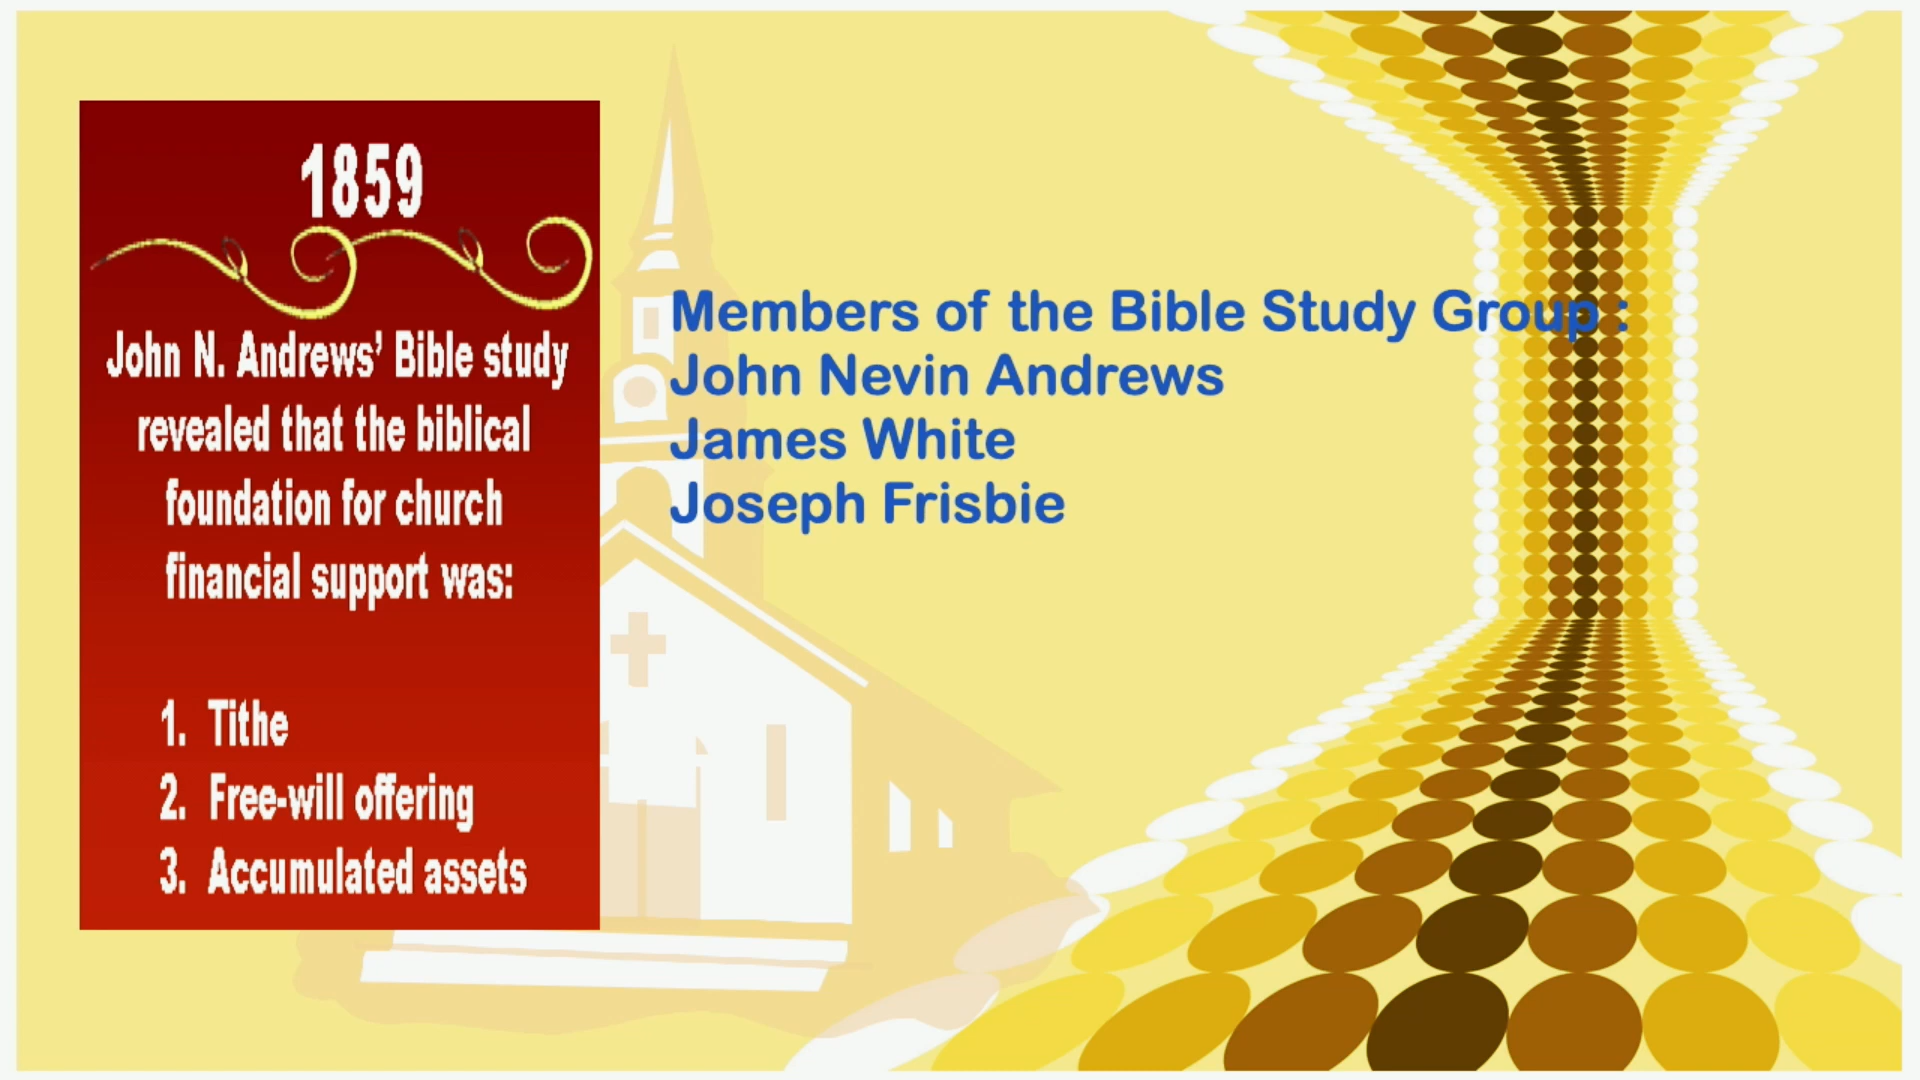 1859
John N. Andrews’ Bible study
revealed that the biblical
foundation for church
financial support was:
1. Tithe
2. Free-will offering
3. Accumulated assets
Members of the Bible Study Group :
John Nevin Andrews
James White
Joseph Frisbie